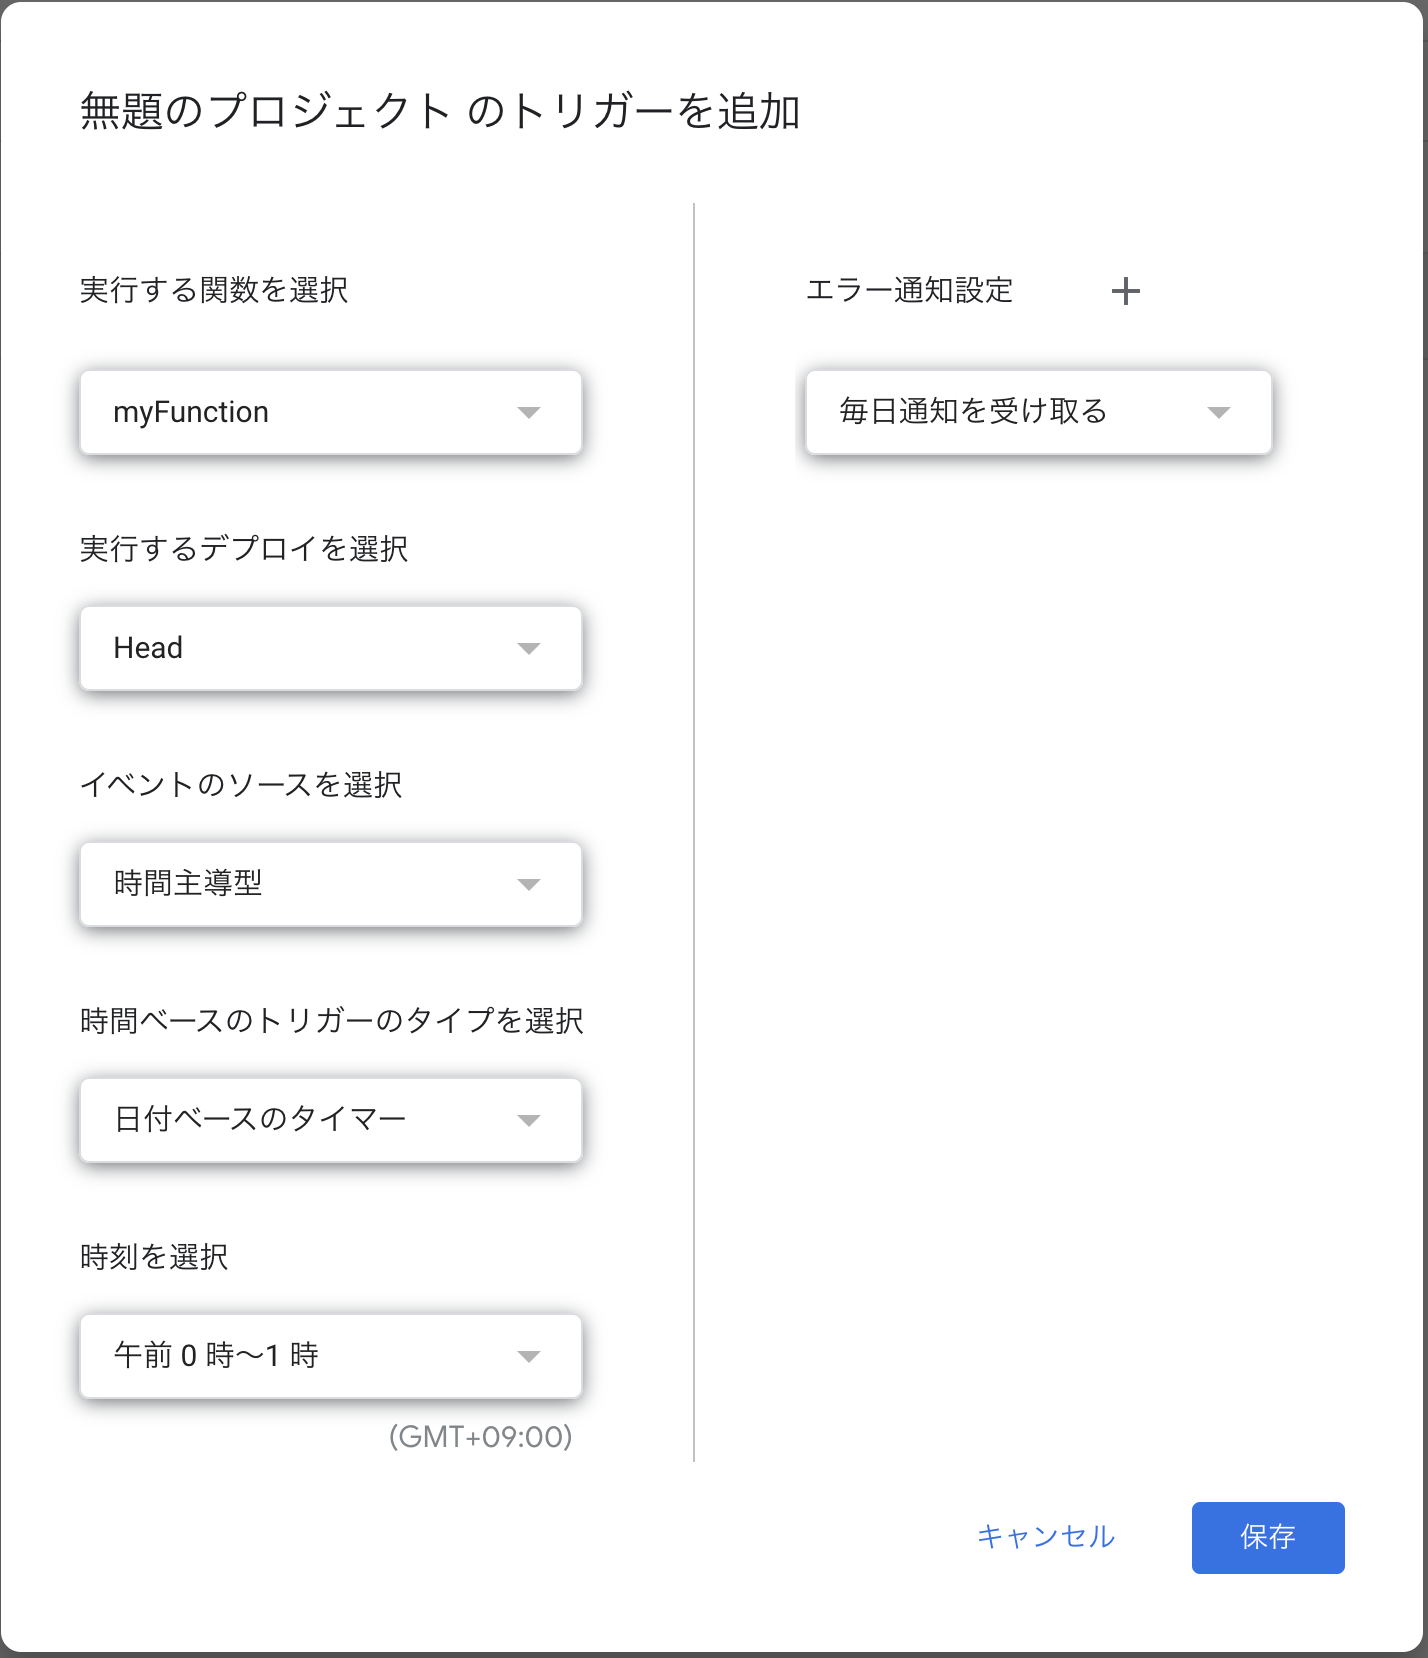 無題のプロジェクト のトリガーを追加
実行する関数を選択
myFunction
実行するデプロイを選択
Head
イベントのソースを選択
時間主導型
時間ベースのトリガーのタイプを選択
日付ベースのタイマー
時刻を選択
午前 0 時〜1 時
(GMT+09:00)
エラー通知設定
毎日通知を受け取る
キャンセル
保存